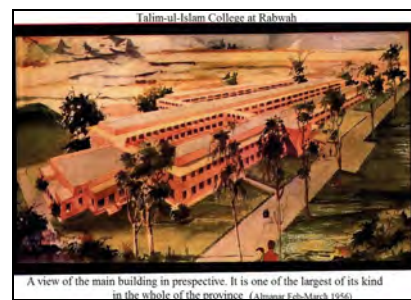 Talim-ul-Islam College at Rabwah
A view of the main building in prespective. It is one of the largest of its kind
in the whole of the province (Almanar Feb-March 1956)